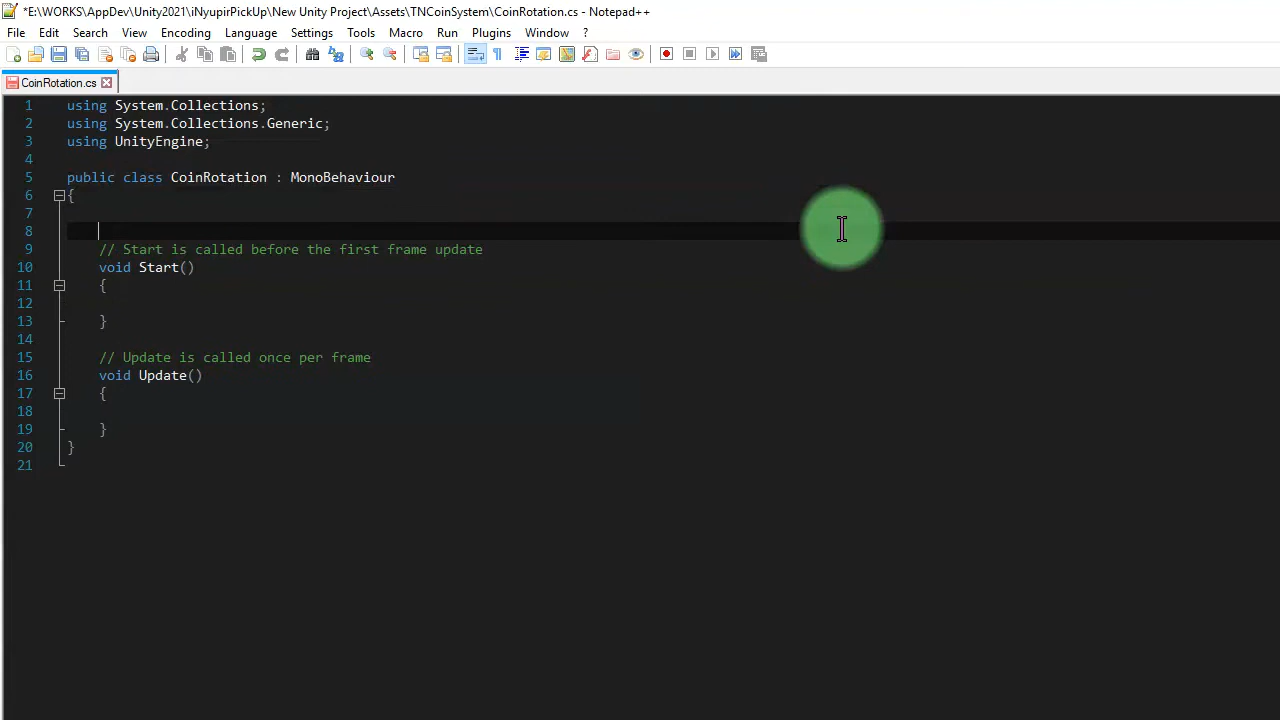 *E:\WORKS\AppDev\Unity2021\iNyupirPickUp\New Unity Project\Assets\TNCoinSystem\CoinRotation.cs - Notepad++
File Edit Search View Encoding Language Settings Tools Macro Run Plugins Window ?
CoinRotation.cs
1 using System.Collections;
2 using System.Collections.Generic;
3 using UnityEngine;
4
5 public class CoinRotation : MonoBehaviour
6 {
7
8
9 // Start is called before the first frame update
10 void Start()
11 {
12
13 }
14
15 // Update is called once per frame
16 void Update()
17 {
18
19 }
20 }
21